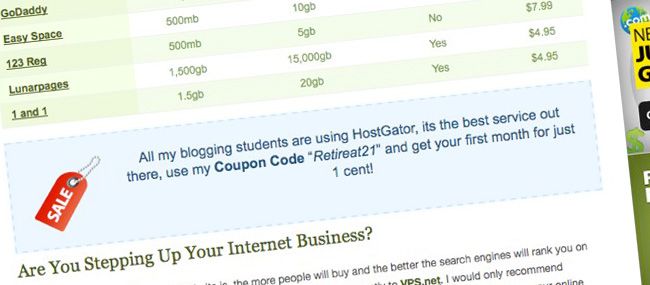 GoDaddy
Easy Space 500mb 10gb
123 Reg 500mb 5gb No $7.99
Lunarpages 1,500gb 15,000gb Yes $4.95
1 and 1 1.5gb 20gb Yes $4.95
SALE
All my blogging students are using HostGator, its the best service out
there, use my Coupon Code “Retireat21” and get your first month for just
1 cent!
Are You Stepping Up Your Internet Business?
the more people will buy and the better the search engines will rank you on
to VPS.net. I would only recommend
online
NE
JU
G